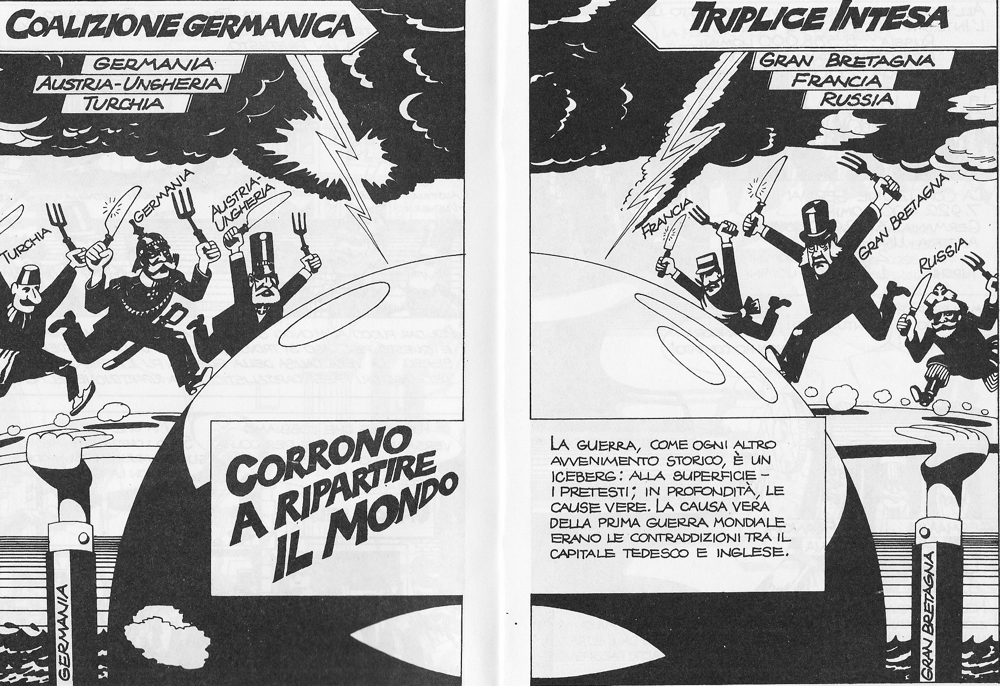 COALIZIONE GERMANICA
GERMANIA
AUSTRIA-UNGHERIA
TURCHIA
TURCHIA
GERMANIA
AUSTRIA-
UNGHERIA
CORRONO
A RIPARTIRE
IL MONDO
GERMANIA
TRIPLICE INTESA
GRAN BRETAGNA
FRANCIA
RUSSIA
FRANCIA
GRAN BRETAGNA
RUSSIA
LA GUERRA, COME OGNI ALTRO
AVVENIMENTO STORICO, È UN
ICEBERG: ALLA SUPERFICIE –
I PRETESTI; IN PROFONDITÀ, LE
CAUSE VERE. LA CAUSA VERA
DELLA PRIMA GUERRA MONDIALE
ERANO LE CONTRADDIZIONI TRA IL
CAPITALE TEDESCO E INGLESE.
GRAN BRETAGNA